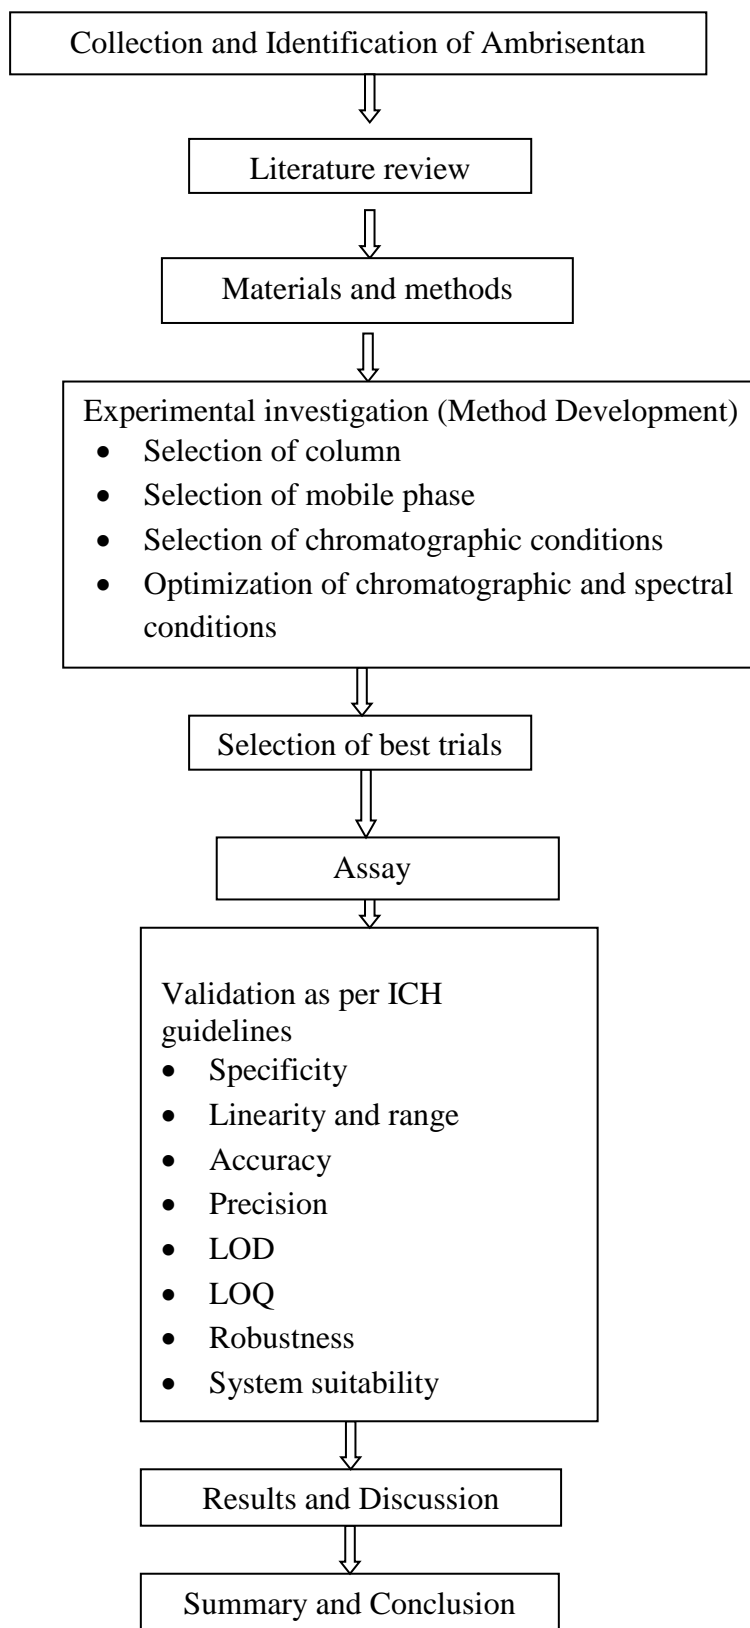 Collection and Identification of Ambrisentan
Literature review
Materials and methods
Experimental investigation (Method Development)
• Selection of column
• Selection of mobile phase
• Selection of chromatographic conditions
• Optimization of chromatographic and spectral
conditions
Selection of best trials
Assay
Validation as per ICH
guidelines
• Specificity
• Linearity and range
• Accuracy
• Precision
• LOD
• LOQ
• Robustness
• System suitability
Results and Discussion
Summary and Conclusion